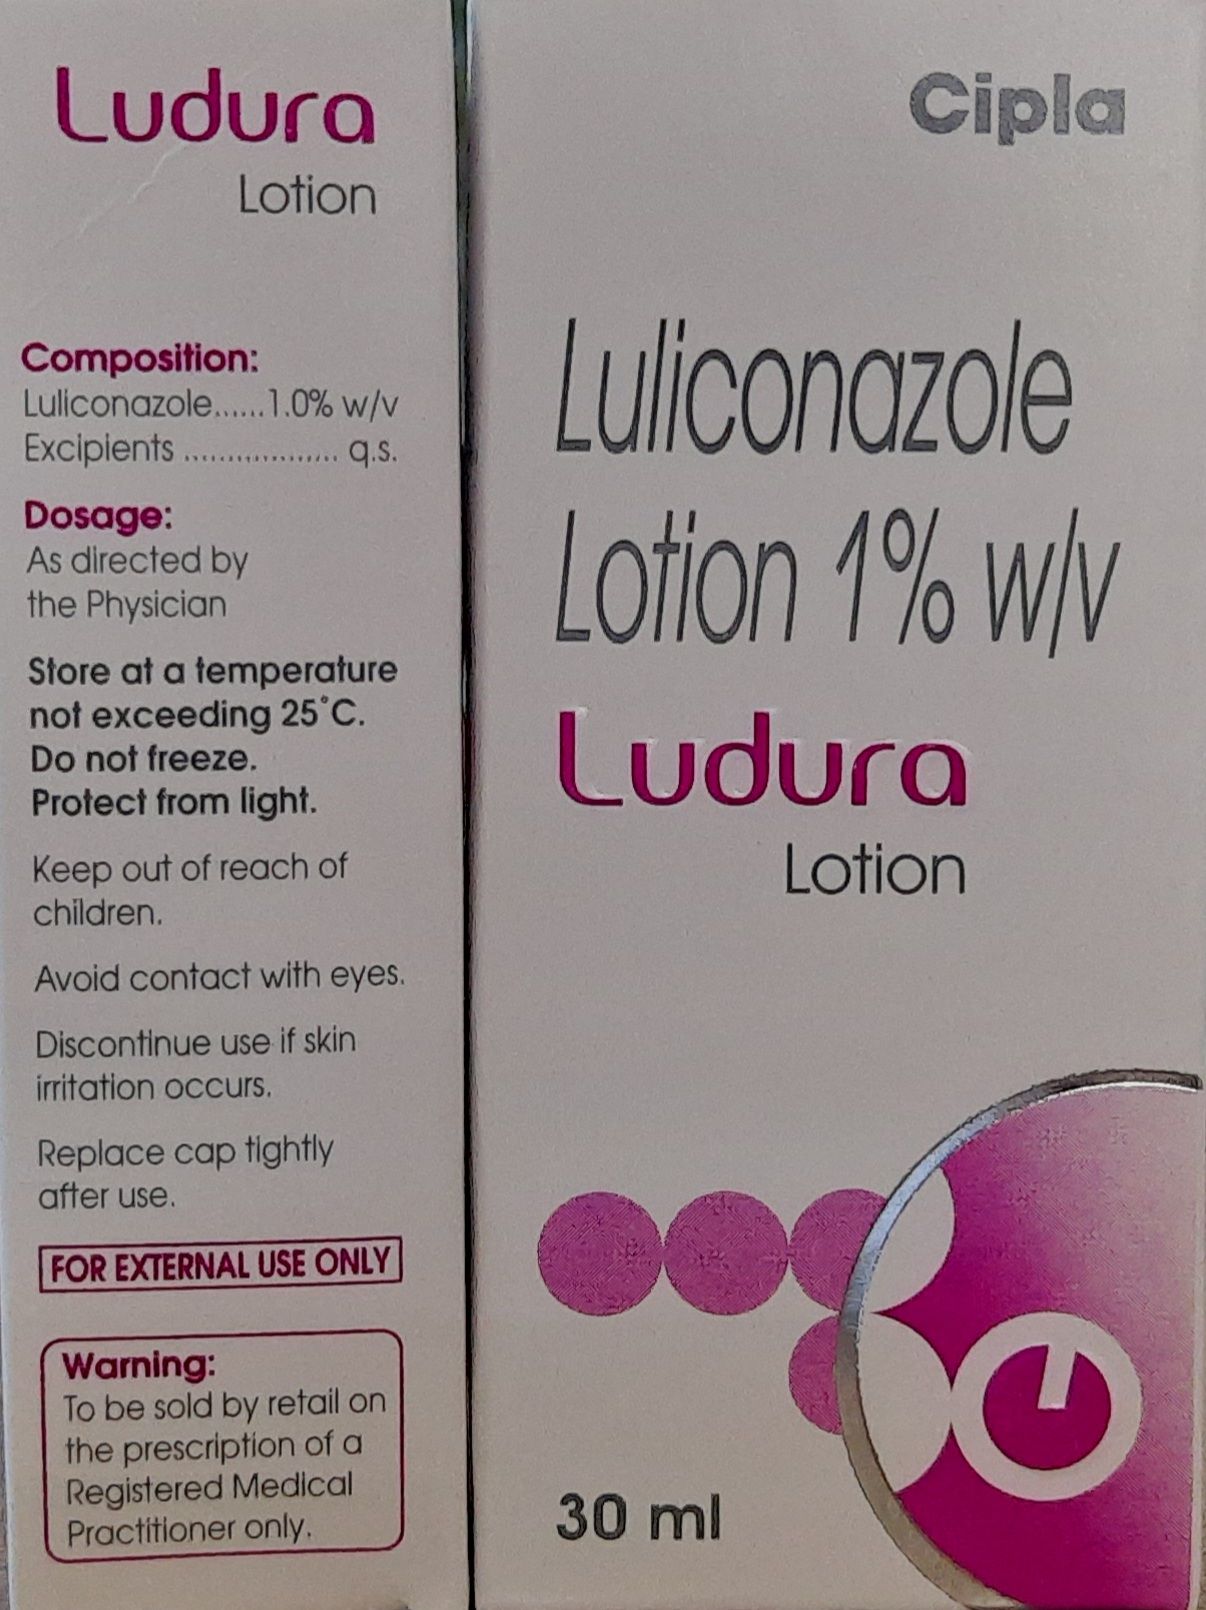 Ludura
Lotion
Composition:
Luliconazole......1.0% w/v
Excipients .................. q.s.
Dosage:
As directed by
the Physician
Store at a temperature
not exceeding 25°C.
Do not freeze.
Protect from light.
Keep out of reach of
children.
Avoid contact with eyes.
Discontinue use if skin
irritation occurs.
Replace cap tightly
after use.
FOR EXTERNAL USE ONLY
Warning:
To be sold by retail on
the prescription of a
Registered Medical
Practitioner only.
Cipla
Luliconazole
Lotion 1% w/v
Ludura
Lotion
30 ml